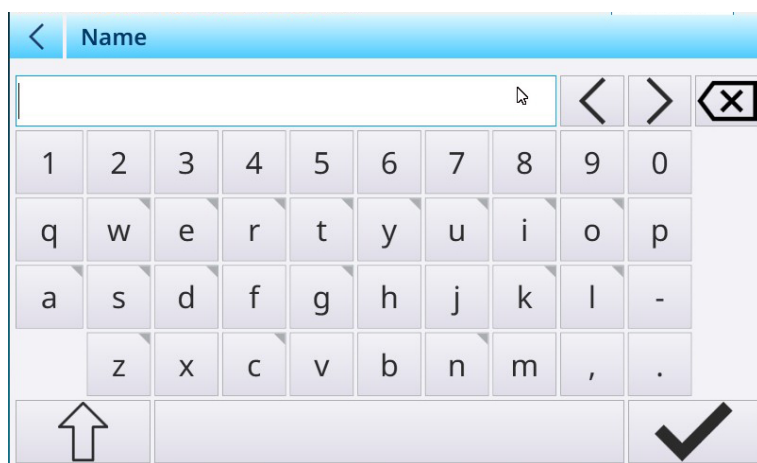 Name
1 2 3 4 5 6 7 8 9 0
q w e r t y u i o p
a s d f g h j k l -
z x c v b n m , .